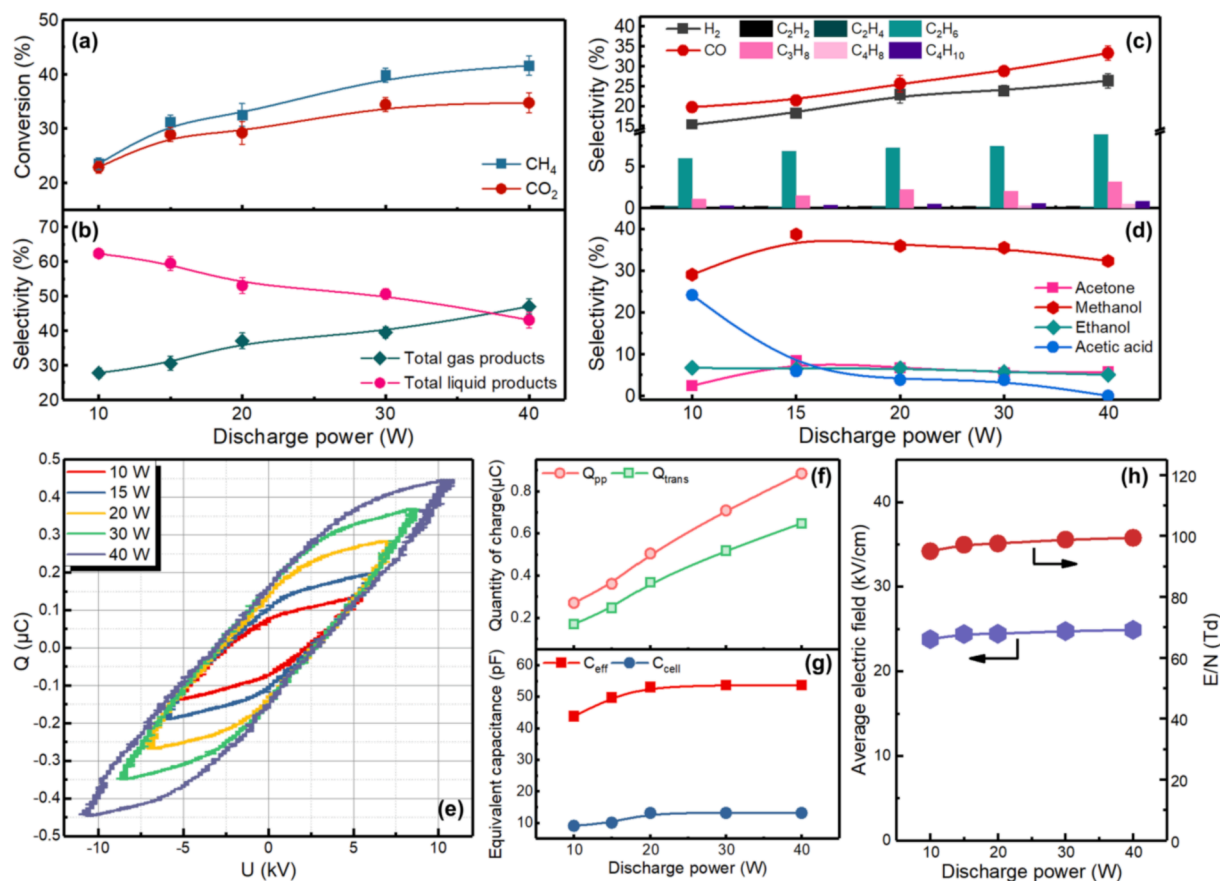 (a)
Conversion (%)
50
40
30
20
CH4
CO2
(b)
Selectivity (%)
70
60
50
40
30
20
Total gas products
Total liquid products
10 20 30 40
Discharge power (W)
(c)
Selectivity (%)
40
35
30
25
20
15
5
0
H2 C2H2 C2H4 C2H6
CO C3H8 C4H8 C4H10
(d)
Selectivity (%)
40
30
20
10
0
Acetone
Methanol
Ethanol
Acetic acid
10 15 20 30 40
Discharge power (W)
(e)
Q (μC)
0.5
0.4
0.3
0.2
0.1
0.0
-0.1
-0.2
-0.3
-0.4
-0.5
10 W
15 W
20 W
30 W
40 W
-10 -5 0 5 10
U (kV)
(f)
Quantity of charge(μC)
0.8
0.6
0.4
0.2
Qpp Qtrans
(g)
Equivalent capacitance (pF)
60
50
40
30
20
10
0
Ceff Ccell
10 15 20 25 30 35 40
Discharge power (W)
(h)
Average electric field (kV/cm)
40
30
20
10
0
E/N (Td)
120
100
80
60
40
20
0
10 20 30 40
Discharge power (W)